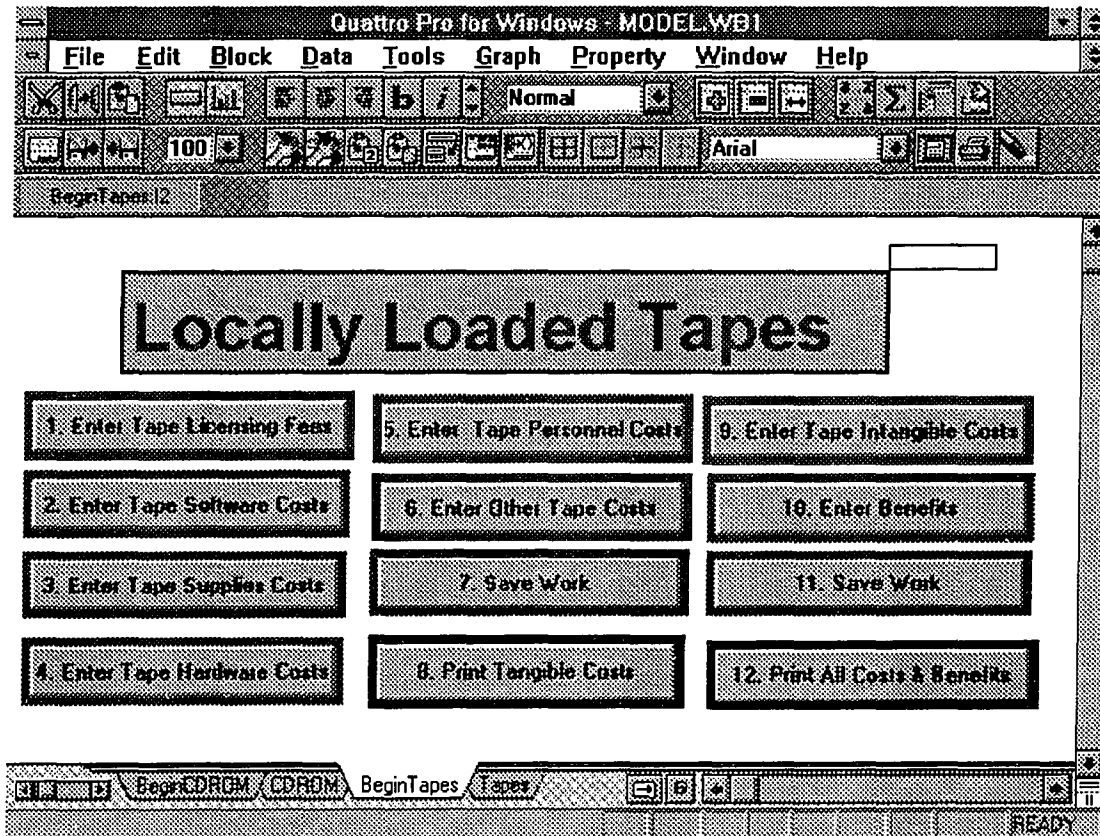 Quattro Pro for Windows - MODEL.WB1
File Edit Block Data Tools Graph Property Window Help
b i Normal
100 Arial
BeginTapes:I2
Locally Loaded Tapes
1. Enter Tape Licensing Fees
5. Enter Tape Personnel Costs
9. Enter Tape Intangible Costs
2. Enter Tape Software Costs
6. Enter Other Tape Costs
10. Enter Benefits
3. Enter Tape Supplies Costs
7. Save Work
11. Save Work
4. Enter Tape Hardware Costs
8. Print Tangible Costs
12. Print All Costs & Benefits
BeginCDROM CDROM BeginTapes Tapes
READY